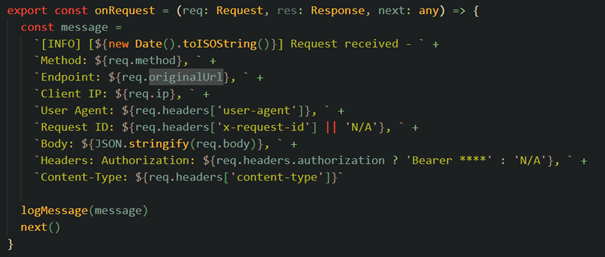 export const onRequest = (req: Request, res: Response, next: any) => {
  const message =
    `[INFO] [${new Date().toISOString()}] Request received - ` +
    `Method: ${req.method}, ` +
    `Endpoint: ${req.originalUrl}, ` +
    `Client IP: ${req.ip}, ` +
    `User Agent: ${req.headers['user-agent']}, ` +
    `Request ID: ${req.headers['x-request-id'] || 'N/A'}, ` +
    `Body: ${JSON.stringify(req.body)}, ` +
    `Headers: Authorization: ${req.headers.authorization ? 'Bearer ****' : 'N/A'}, ` +
    `Content-Type: ${req.headers['content-type']}`
  logMessage(message)
  next()
}